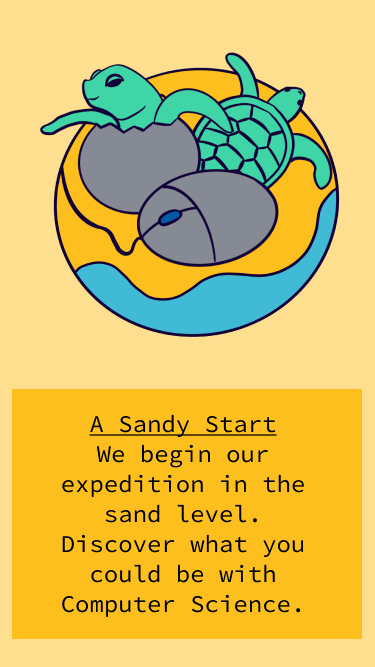 A Sandy Start
We begin our
expedition in the
sand level.
Discover what you
could be with
Computer Science.